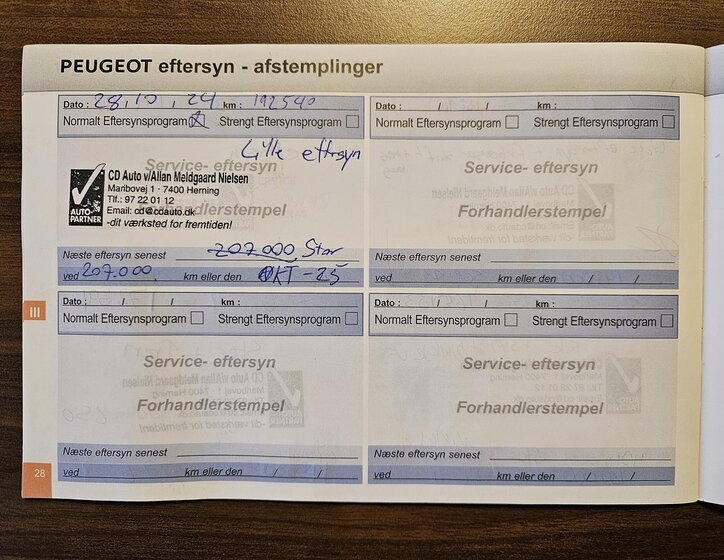 PEUGEOT eftersyn - afstemplinger
Dato : 28, 10 / 24 km : 192540
Normalt Eftersynsprogram Strengt Eftersynsprogram
Lille eftersyn
Service- eftersyn
CD Auto v/Allan Meldgaard Nielsen
Maribovej 1 · 7400 Herning
Tlf.: 97 22 01 12
Email: cd@cdauto.dk
-dit værksted for fremtiden!
AUTO-
PARTNER
Forhandlerstempel
Næste eftersyn senest 207.000 Stor
ved 207.000 km eller den OKT - 25
Dato : / / km :
Normalt Eftersynsprogram Strengt Eftersynsprogram
Service- eftersyn
Forhandlerstempel
Næste eftersyn senest
ved km eller den / /
III
Dato : / / km :
Normalt Eftersynsprogram Strengt Eftersynsprogram
Service- eftersyn
Forhandlerstempel
Næste eftersyn senest
ved km eller den / /
Dato : / / km :
Normalt Eftersynsprogram Strengt Eftersynsprogram
Service- eftersyn
Forhandlerstempel
Næste eftersyn senest
ved km eller den / /
28